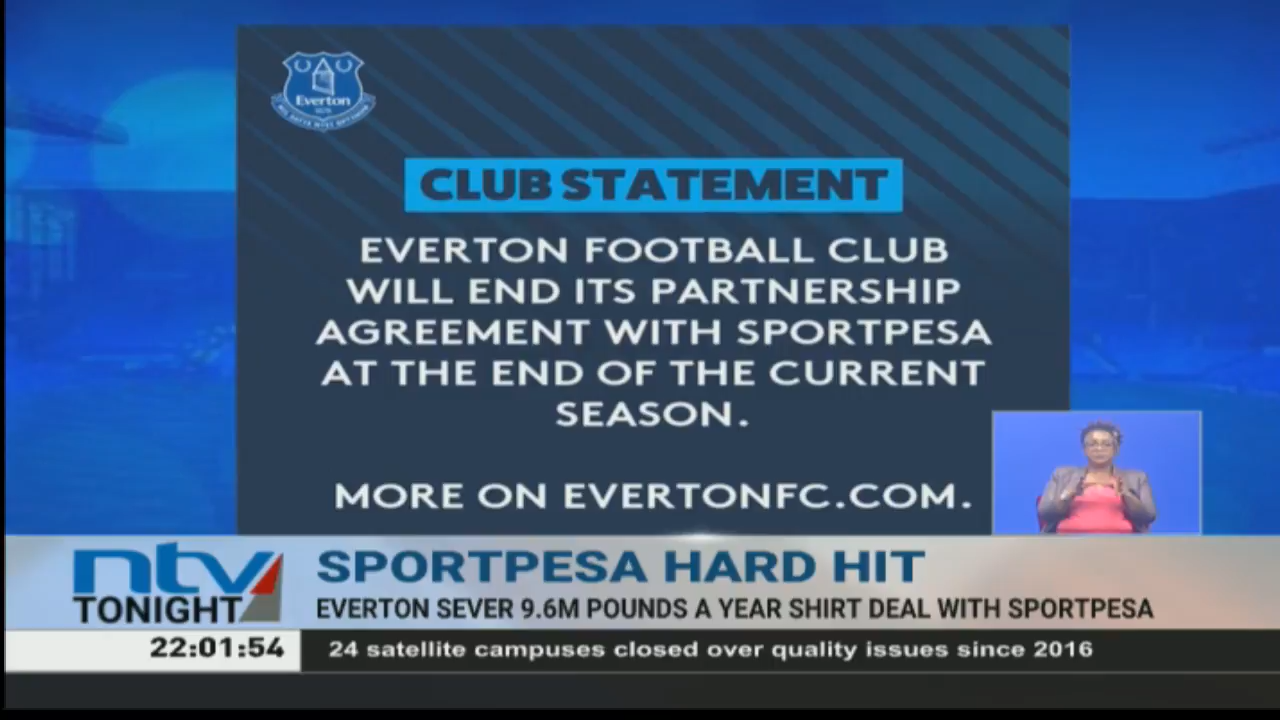 Everton
CLUB STATEMENT
EVERTON FOOTBALL CLUB
WILL END ITS PARTNERSHIP
AGREEMENT WITH SPORTPESA
AT THE END OF THE CURRENT
SEASON.
MORE ON EVERTONFC.COM.
ntv
TONIGHT
SPORTPESA HARD HIT
EVERTON SEVER 9.6M POUNDS A YEAR SHIRT DEAL WITH SPORTPESA
22:01:54
24 satellite campuses closed over quality issues since 2016